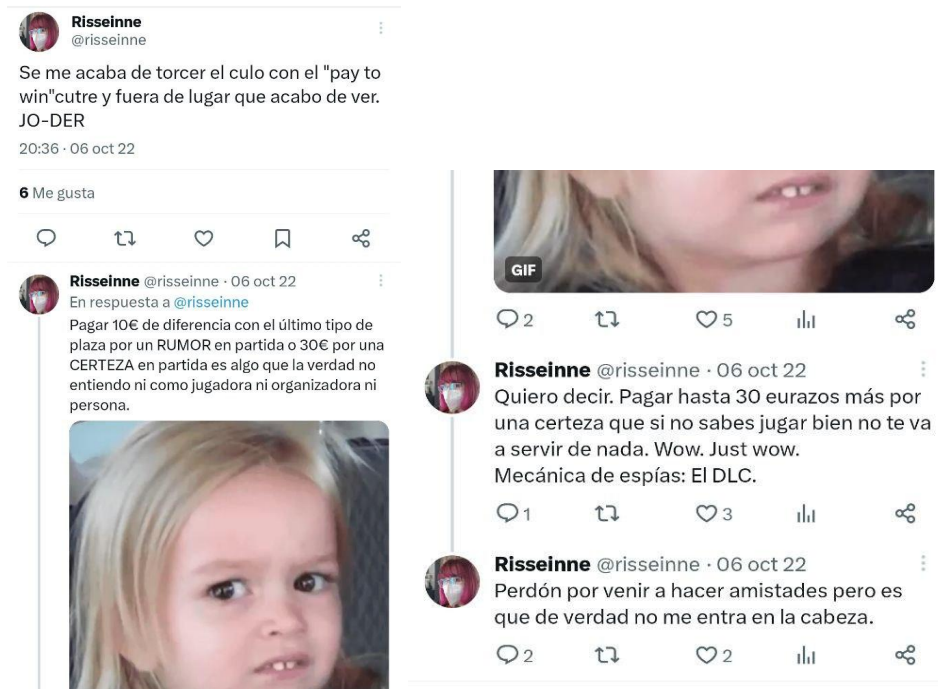 Risseinne
@risseinne
Se me acaba de torcer el culo con el "pay to
win"cutre y fuera de lugar que acabo de ver.
JO-DER
20:36 · 06 oct 22
6 Me gusta
Risseinne @risseinne · 06 oct 22
En respuesta a @risseinne
Pagar 10€ de diferencia con el último tipo de
plaza por un RUMOR en partida o 30€ por una
CERTEZA en partida es algo que la verdad no
entiendo ni como jugadora ni organizadora ni
persona.
GIF
2 5
Risseinne @risseinne · 06 oct 22
Quiero decir. Pagar hasta 30 eurazos más por
una certeza que si no sabes jugar bien no te va
a servir de nada. Wow. Just wow.
Mecánica de espías: El DLC.
1 3
Risseinne @risseinne · 06 oct 22
Perdón por venir a hacer amistades pero es
que de verdad no me entra en la cabeza.
2 2